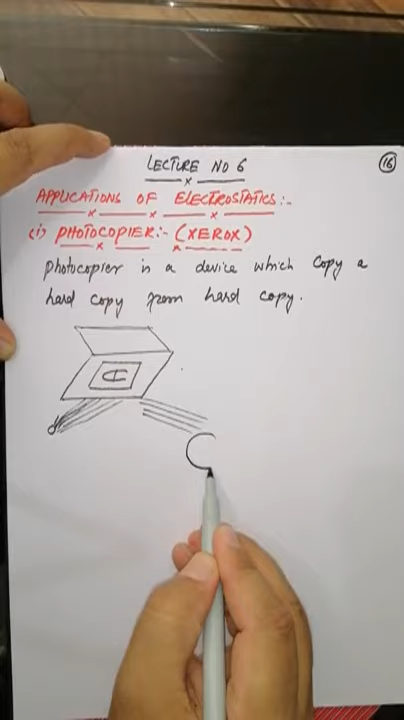 LECTURE NO 6
16
APPLICATIONS OF ELECTROSTATICS:-
(i) PHOTOCOPIER:- (XEROX)
photocopier is a device which copy a
hard copy from hard copy.